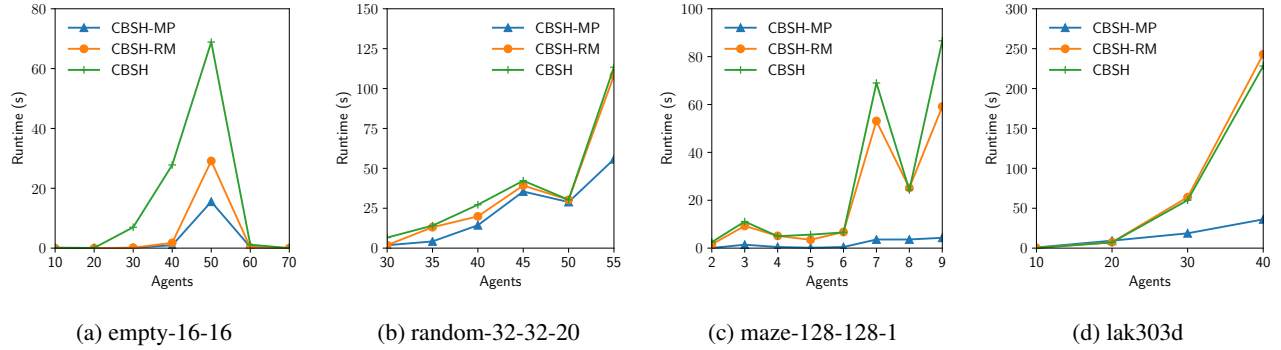 80
60
40
20
0
Runtime (s)
CBSH-MP
CBSH-RM
CBSH
10 20 30 40 50 60 70
Agents
(a) empty-16-16
150
125
100
75
50
25
0
Runtime (s)
CBSH-MP
CBSH-RM
CBSH
30 35 40 45 50 55
Agents
(b) random-32-32-20
100
80
60
40
20
0
Runtime (s)
CBSH-MP
CBSH-RM
CBSH
2 3 4 5 6 7 8 9
Agents
(c) maze-128-128-1
300
250
200
150
100
50
0
Runtime (s)
CBSH-MP
CBSH-RM
CBSH
10 20 30 40
Agents
(d) lak303d